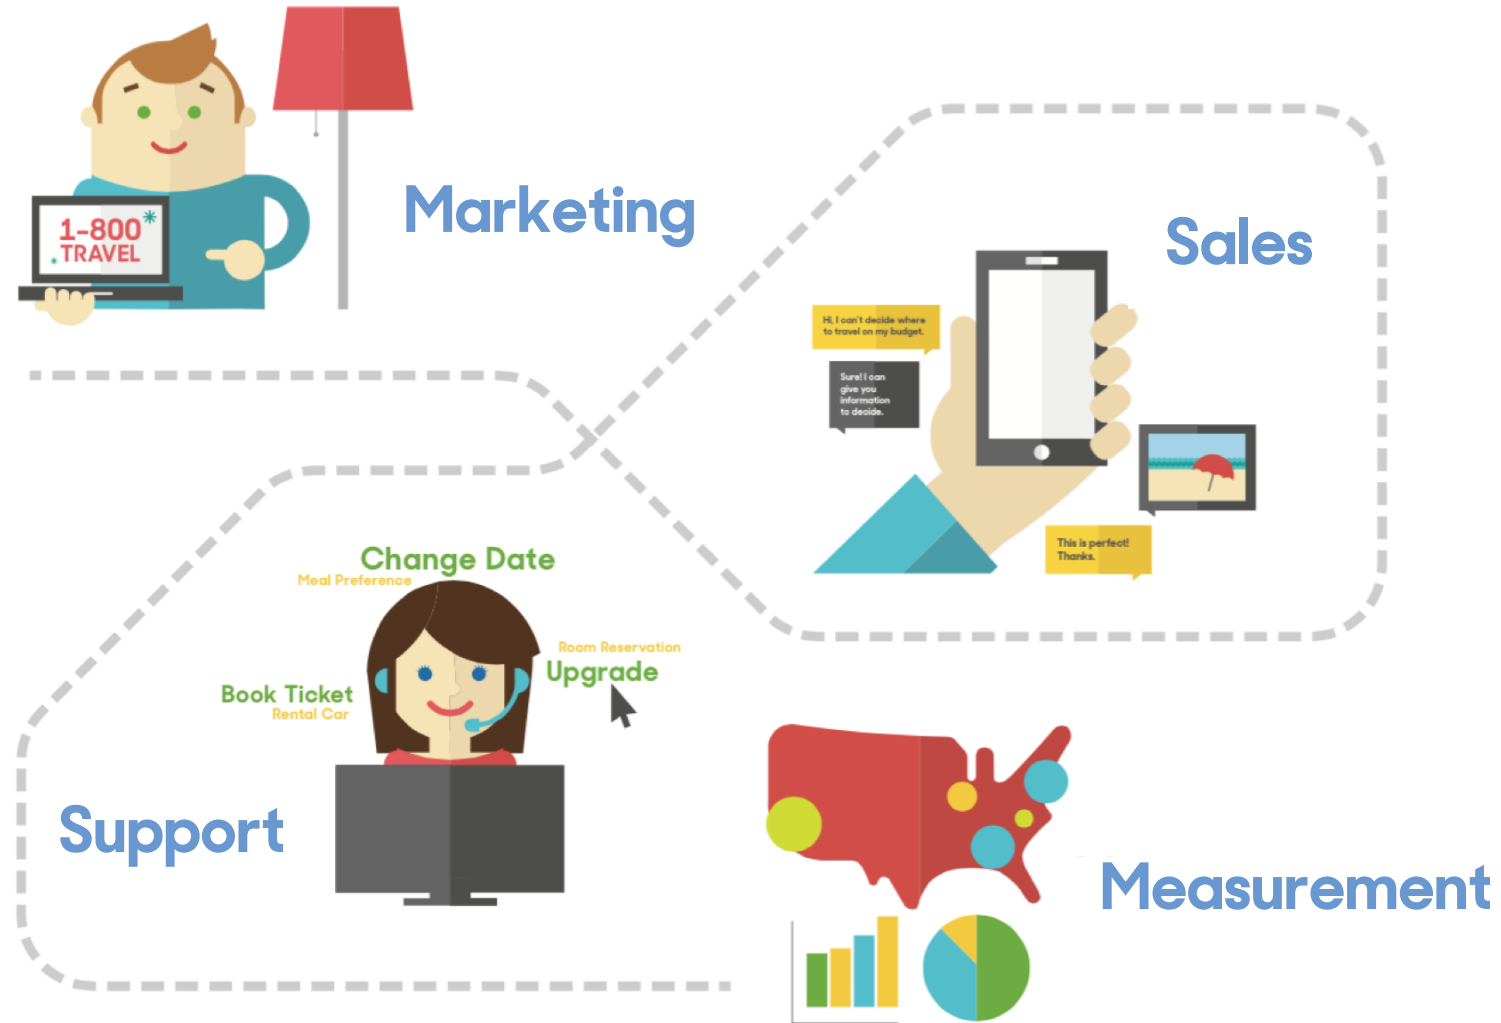 1-800
TRAVEL
Marketing
Sales
Hi, I can't decide where
to travel on my budget.
Sure! I can
give you
information
to decide.
This is perfect!
Thanks.
Change Date
Meal Preference
Room Reservation
Upgrade
Book Ticket
Rental Car
Support
Measurement